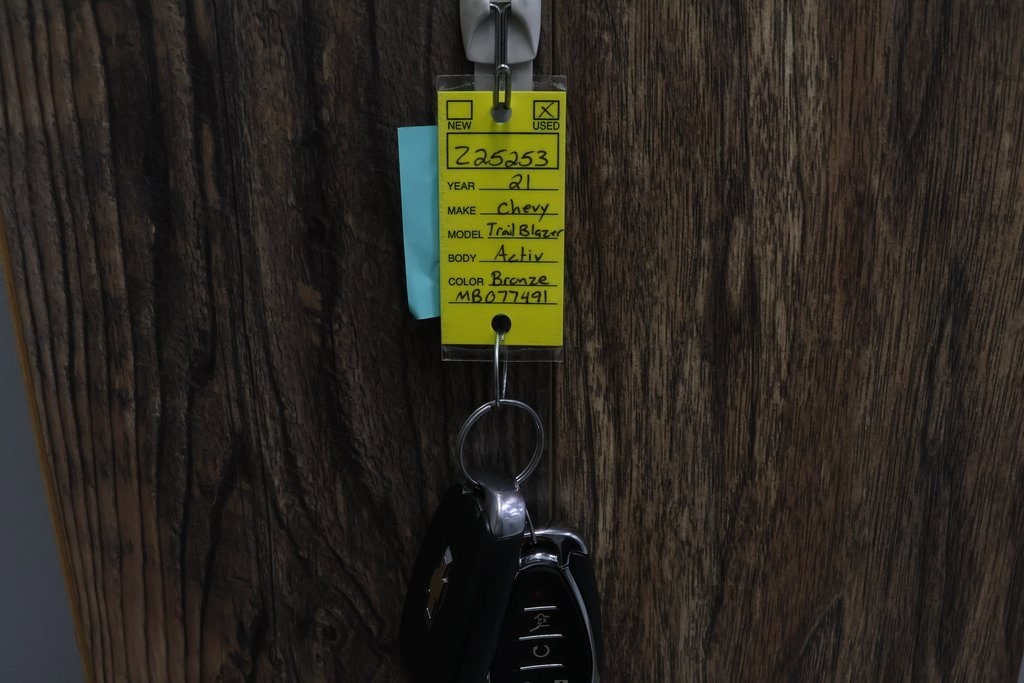 NEW USED
Z25253
YEAR 21
MAKE Chevy
MODEL Trail Blazer
BODY Activ
COLOR Bronze
MB077491